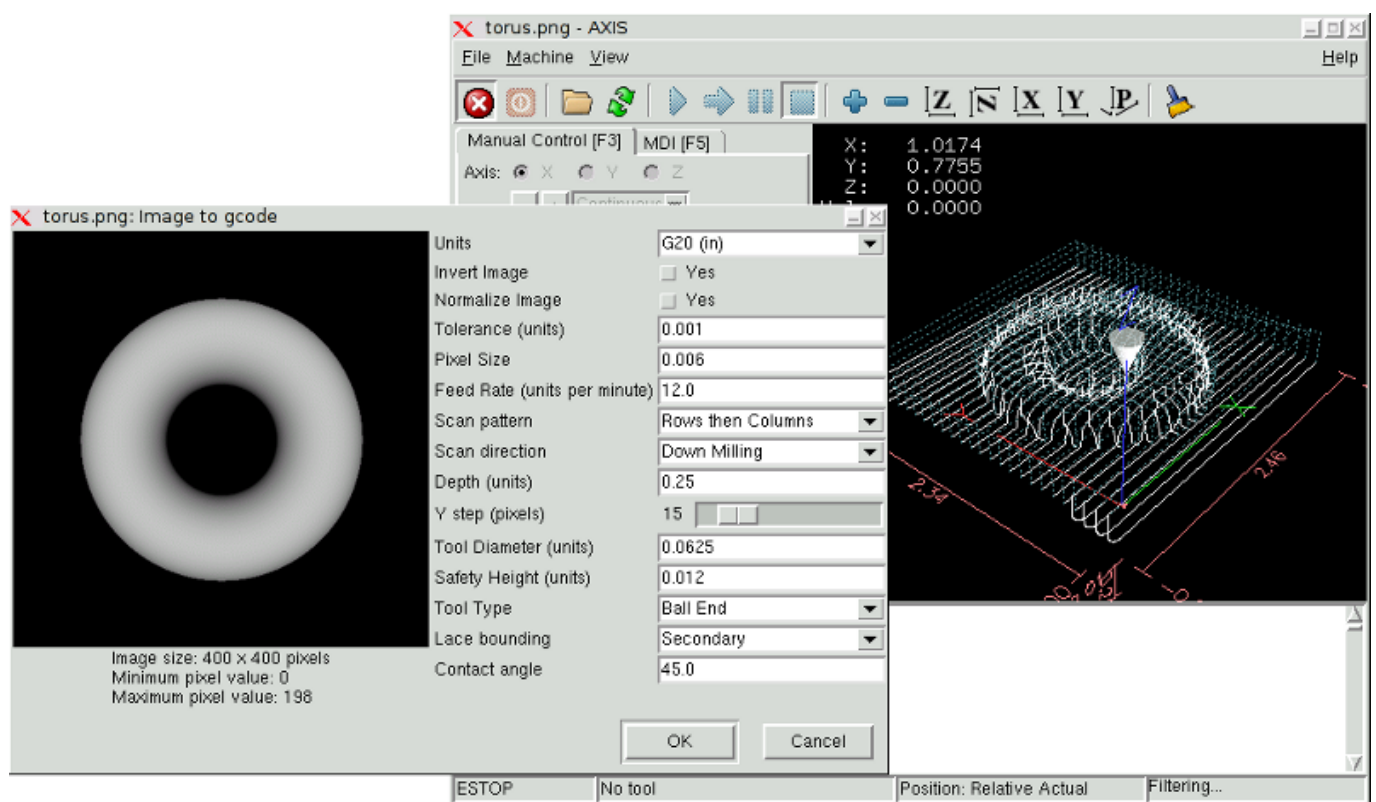 torus.png - AXIS
File Machine View Help
Z N X Y P
Manual Control [F3] MDI [F5]
Axis: X Y Z
Continuous
X: 1.0174
Y: 0.7755
Z: 0.0000
0.0000
2.34
2.46
torus.png: Image to gcode
Units G20 (in)
Invert Image Yes
Normalize Image Yes
Tolerance (units) 0.001
Pixel Size 0.006
Feed Rate (units per minute) 12.0
Scan pattern Rows then Columns
Scan direction Down Milling
Depth (units) 0.25
Y step (pixels) 15
Tool Diameter (units) 0.0625
Safety Height (units) 0.012
Tool Type Ball End
Lace bounding Secondary
Contact angle 45.0
Image size: 400 x 400 pixels
Minimum pixel value: 0
Maximum pixel value: 198
OK Cancel
ESTOP No tool Position: Relative Actual Filtering...